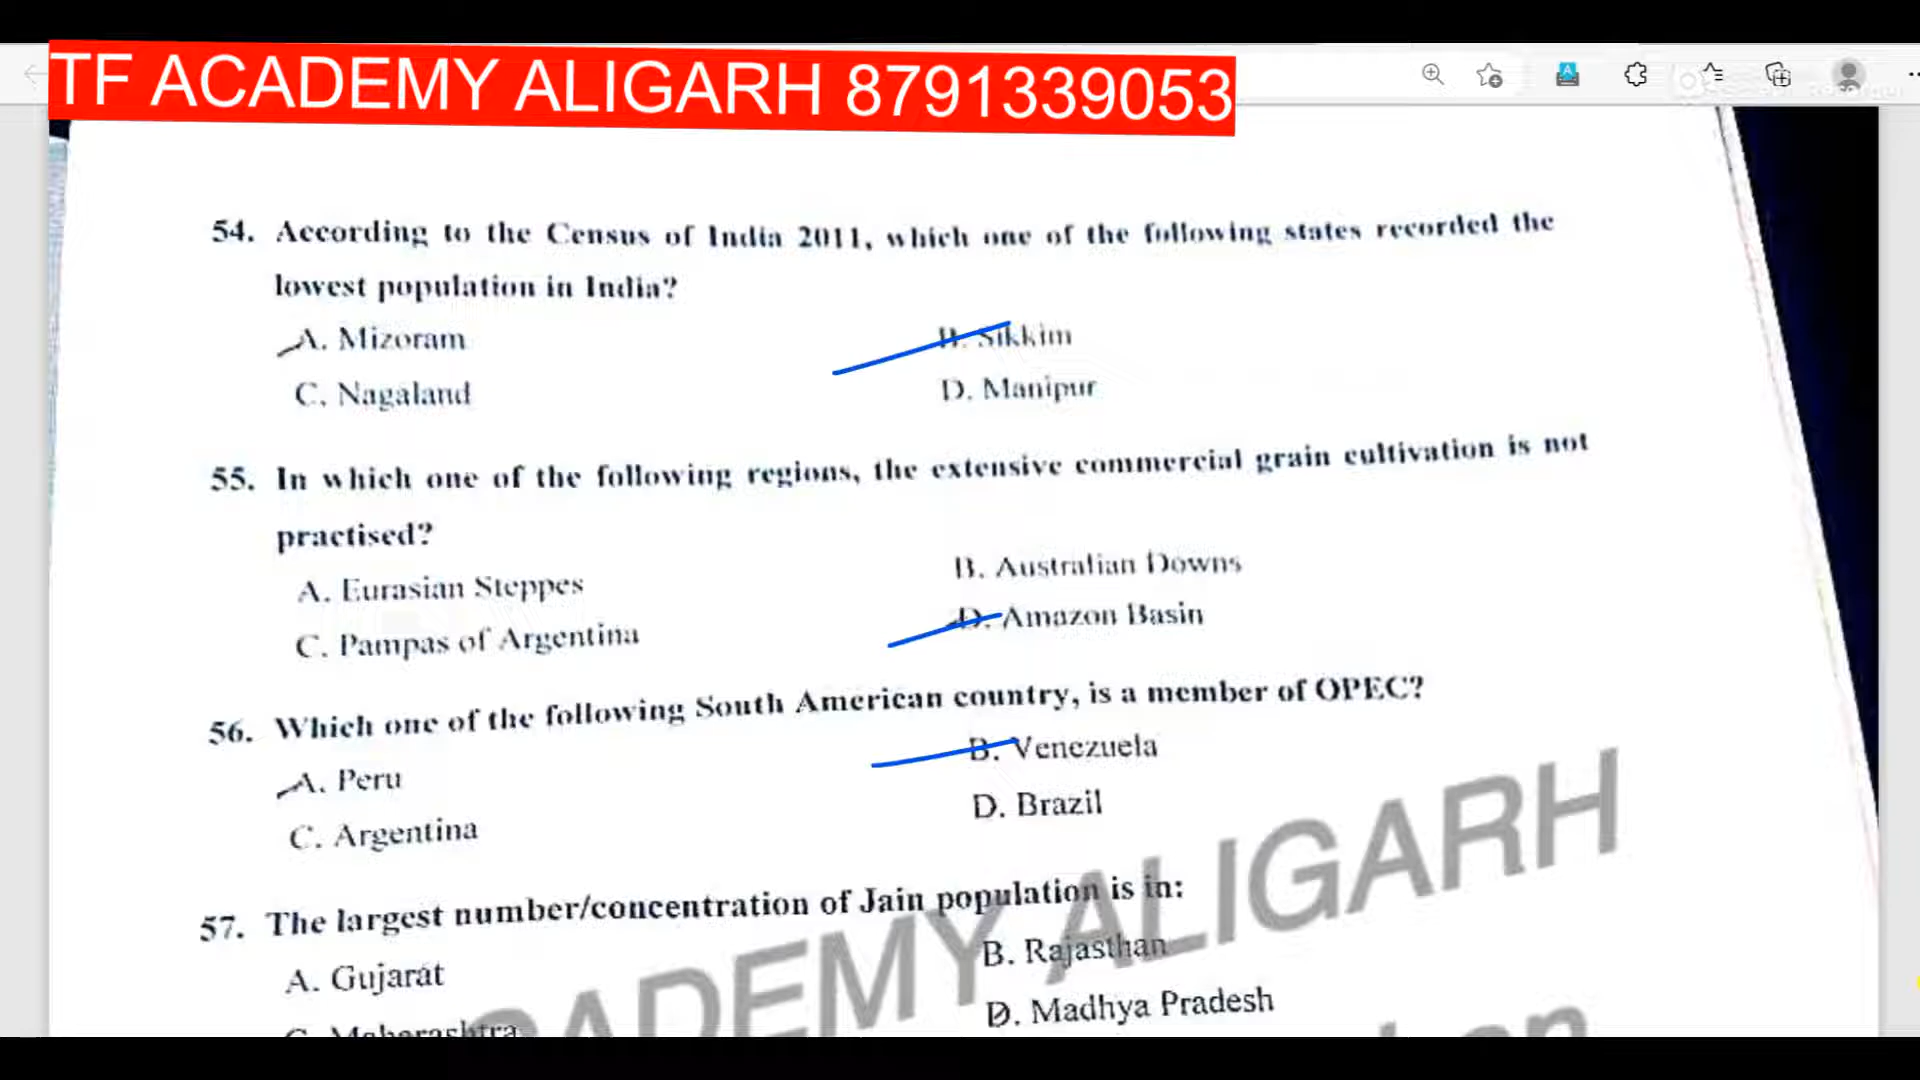 TF ACADEMY ALIGARH 8791339053
54. According to the Census of India 2011, which one of the following states recorded the
lowest population in India?
A. Mizoram B. Sikkim
C. Nagaland D. Manipur
55. In which one of the following regions, the extensive commercial grain cultivation is not
practised?
A. Eurasian Steppes B. Australian Downs
C. Pampas of Argentina D. Amazon Basin
56. Which one of the following South American country, is a member of OPEC?
A. Peru B. Venezuela
C. Argentina D. Brazil
57. The largest number/concentration of Jain population is in:
A. Gujarat B. Rajasthan
C. Maharashtra D. Madhya Pradesh
ACADEMY ALIGARH